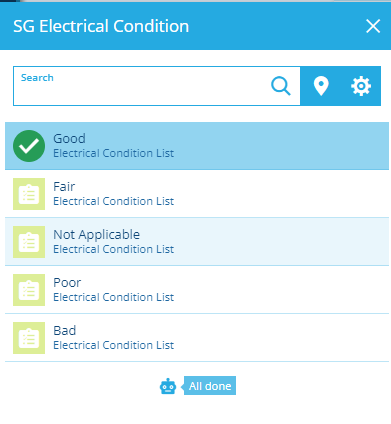 SG Electrical Condition
Search
Good
Electrical Condition List
Fair
Electrical Condition List
Not Applicable
Electrical Condition List
Poor
Electrical Condition List
Bad
Electrical Condition List
All done